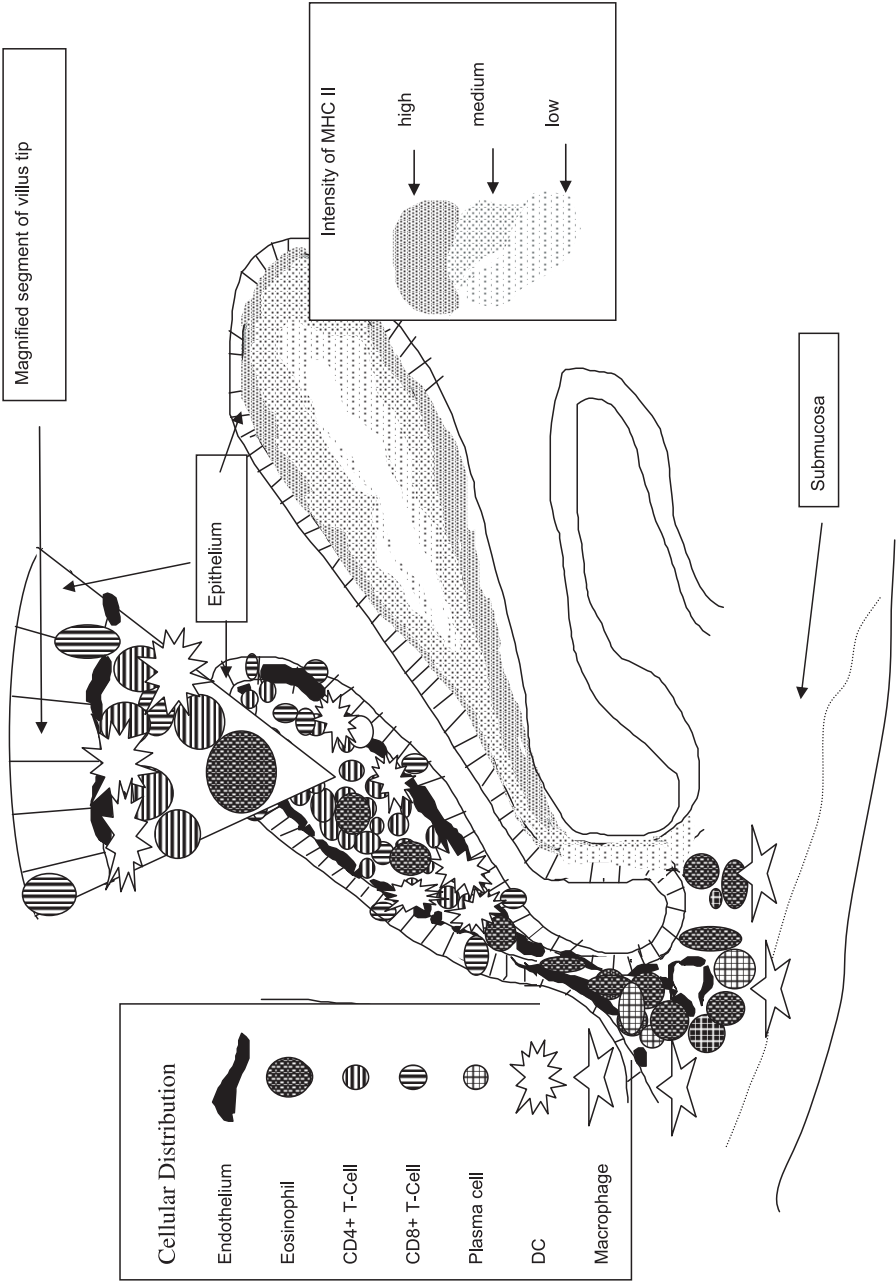 Magnified segment of villus tip
Epithelium
Intensity of MHC II
high
medium
low
Submucosa
Cellular Distribution
Endothelium
Eosinophil
CD4+ T-Cell
CD8+ T-Cell
Plasma cell
DC
Macrophage